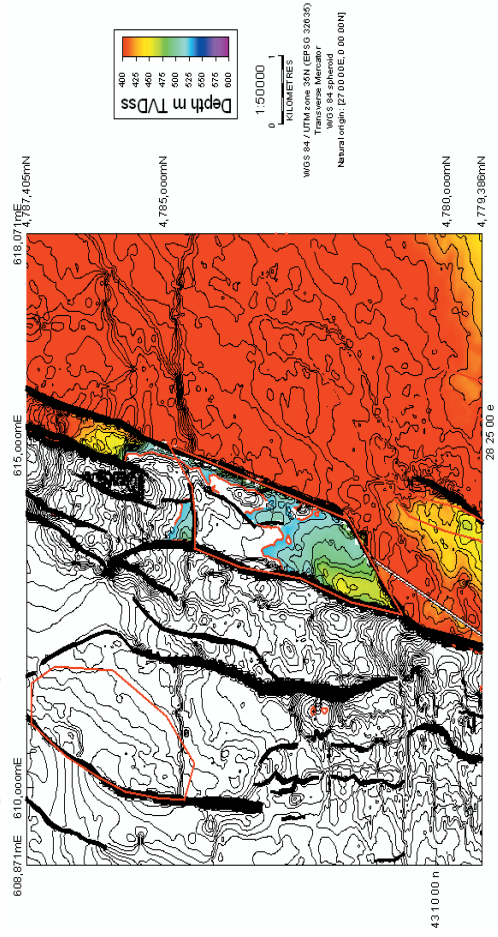 400
425
450
475
500
525
550
575
600
Depth m TVDss
0 1
1:50000
KILOMETRES
WGS 84 / UTM zone 35N (EPSG 32635)
Transverse Mercator
WGS 84 spheroid
Natural origin: [27 00 00E, 0 00 00N]
4,787,405mN
4,785,000mN
4,780,000mN
4,779,386mN
618,071mE
615,000mE
610,000mE
608,871mE
28 25 00 e
43 10 00 n